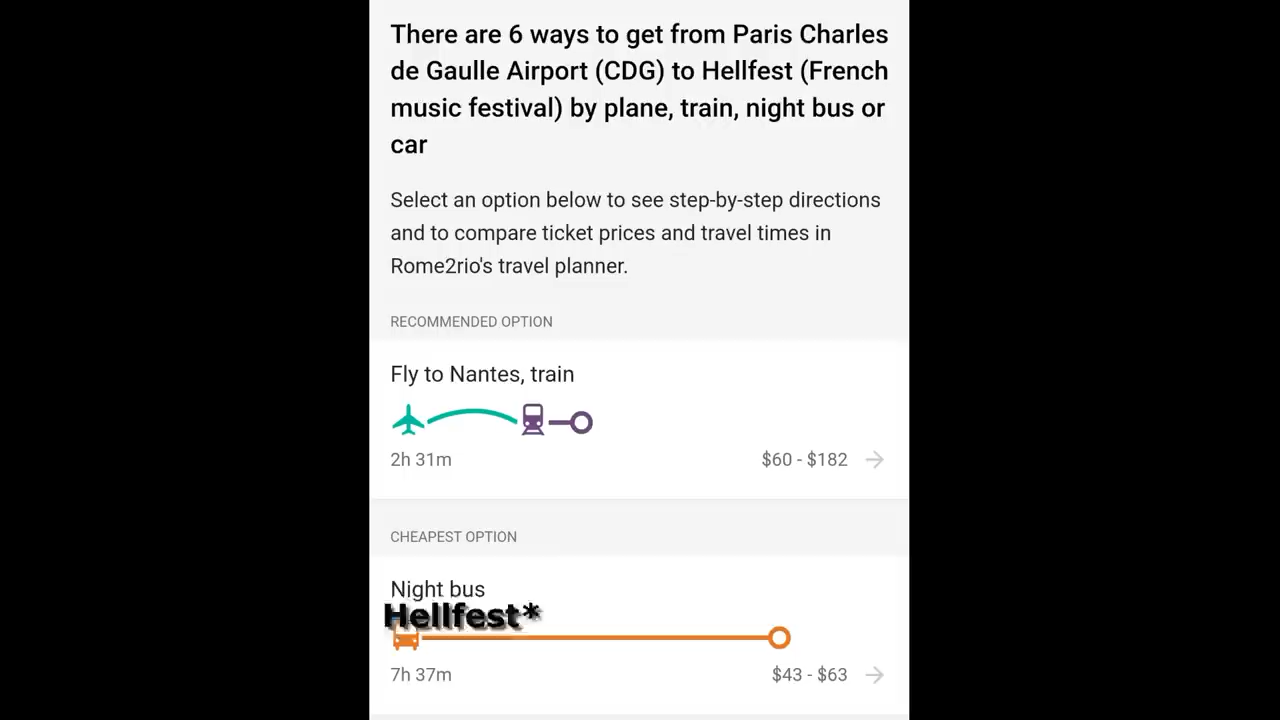 There are 6 ways to get from Paris Charles
de Gaulle Airport (CDG) to Hellfest (French
music festival) by plane, train, night bus or
car
Select an option below to see step-by-step directions
and to compare ticket prices and travel times in
Rome2rio's travel planner.
RECOMMENDED OPTION
Fly to Nantes, train
2h 31m
$60 - $182
CHEAPEST OPTION
Night bus
Hellfest*
7h 37m
$43 - $63